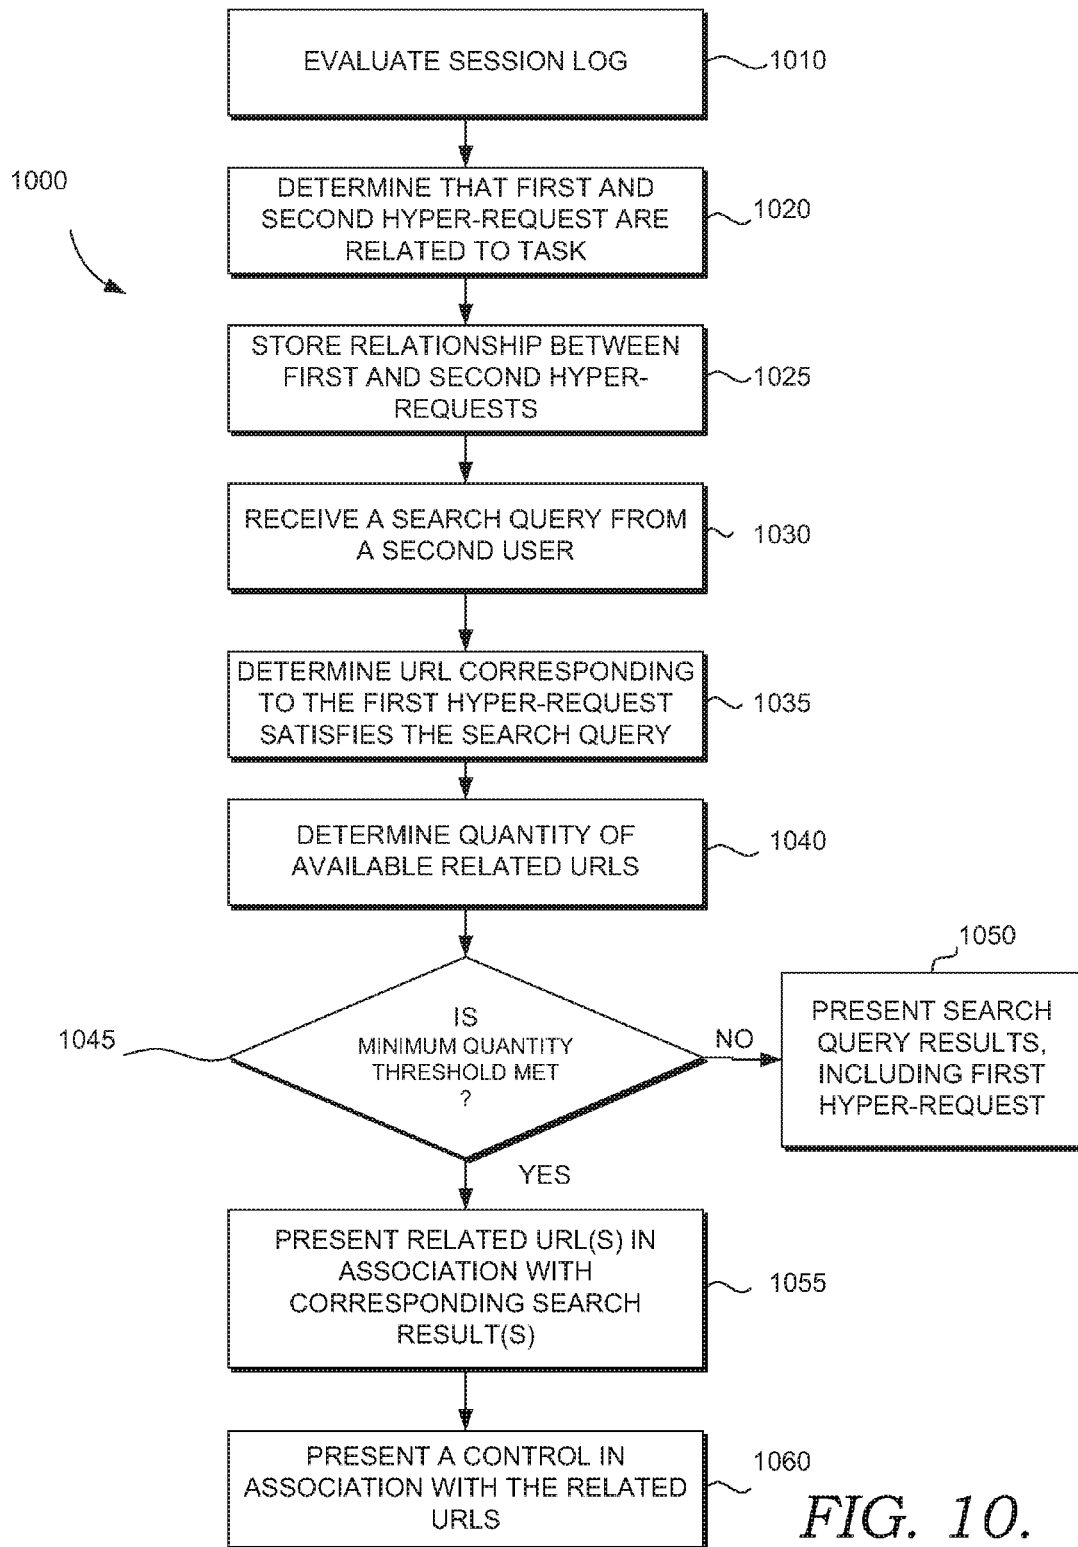 EVALUATE SESSION LOG
1010
1000
DETERMINE THAT FIRST AND
SECOND HYPER-REQUEST ARE
RELATED TO TASK
1020
STORE RELATIONSHIP BETWEEN
FIRST AND SECOND HYPER-
REQUESTS
1025
RECEIVE A SEARCH QUERY FROM
A SECOND USER
1030
DETERMINE URL CORRESPONDING
TO THE FIRST HYPER-REQUEST
SATISFIES THE SEARCH QUERY
1035
DETERMINE QUANTITY OF
AVAILABLE RELATED URLS
1040
1045
IS
MINIMUM QUANTITY
THRESHOLD MET
?
NO
1050
PRESENT SEARCH
QUERY RESULTS,
INCLUDING FIRST
HYPER-REQUEST
YES
PRESENT RELATED URL(S) IN
ASSOCIATION WITH
CORRESPONDING SEARCH
RESULT(S)
1055
PRESENT A CONTROL IN
ASSOCIATION WITH THE RELATED
URLS
1060
FIG. 10.